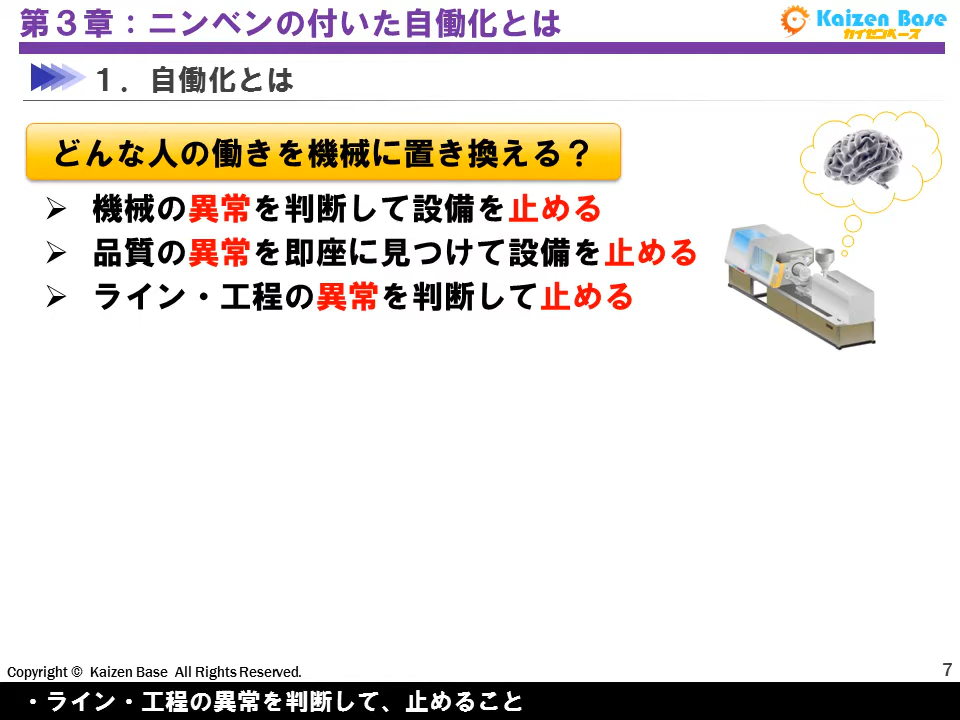 第３章：ニンベンの付いた自働化とは
Kaizen Base
カイゼンベース
１．自働化とは
どんな人の働きを機械に置き換える？
➢ 機械の異常を判断して設備を止める
➢ 品質の異常を即座に見つけて設備を止める
➢ ライン・工程の異常を判断して止める
Copyright © Kaizen Base All Rights Reserved.
7
・ライン・工程の異常を判断して、止めること